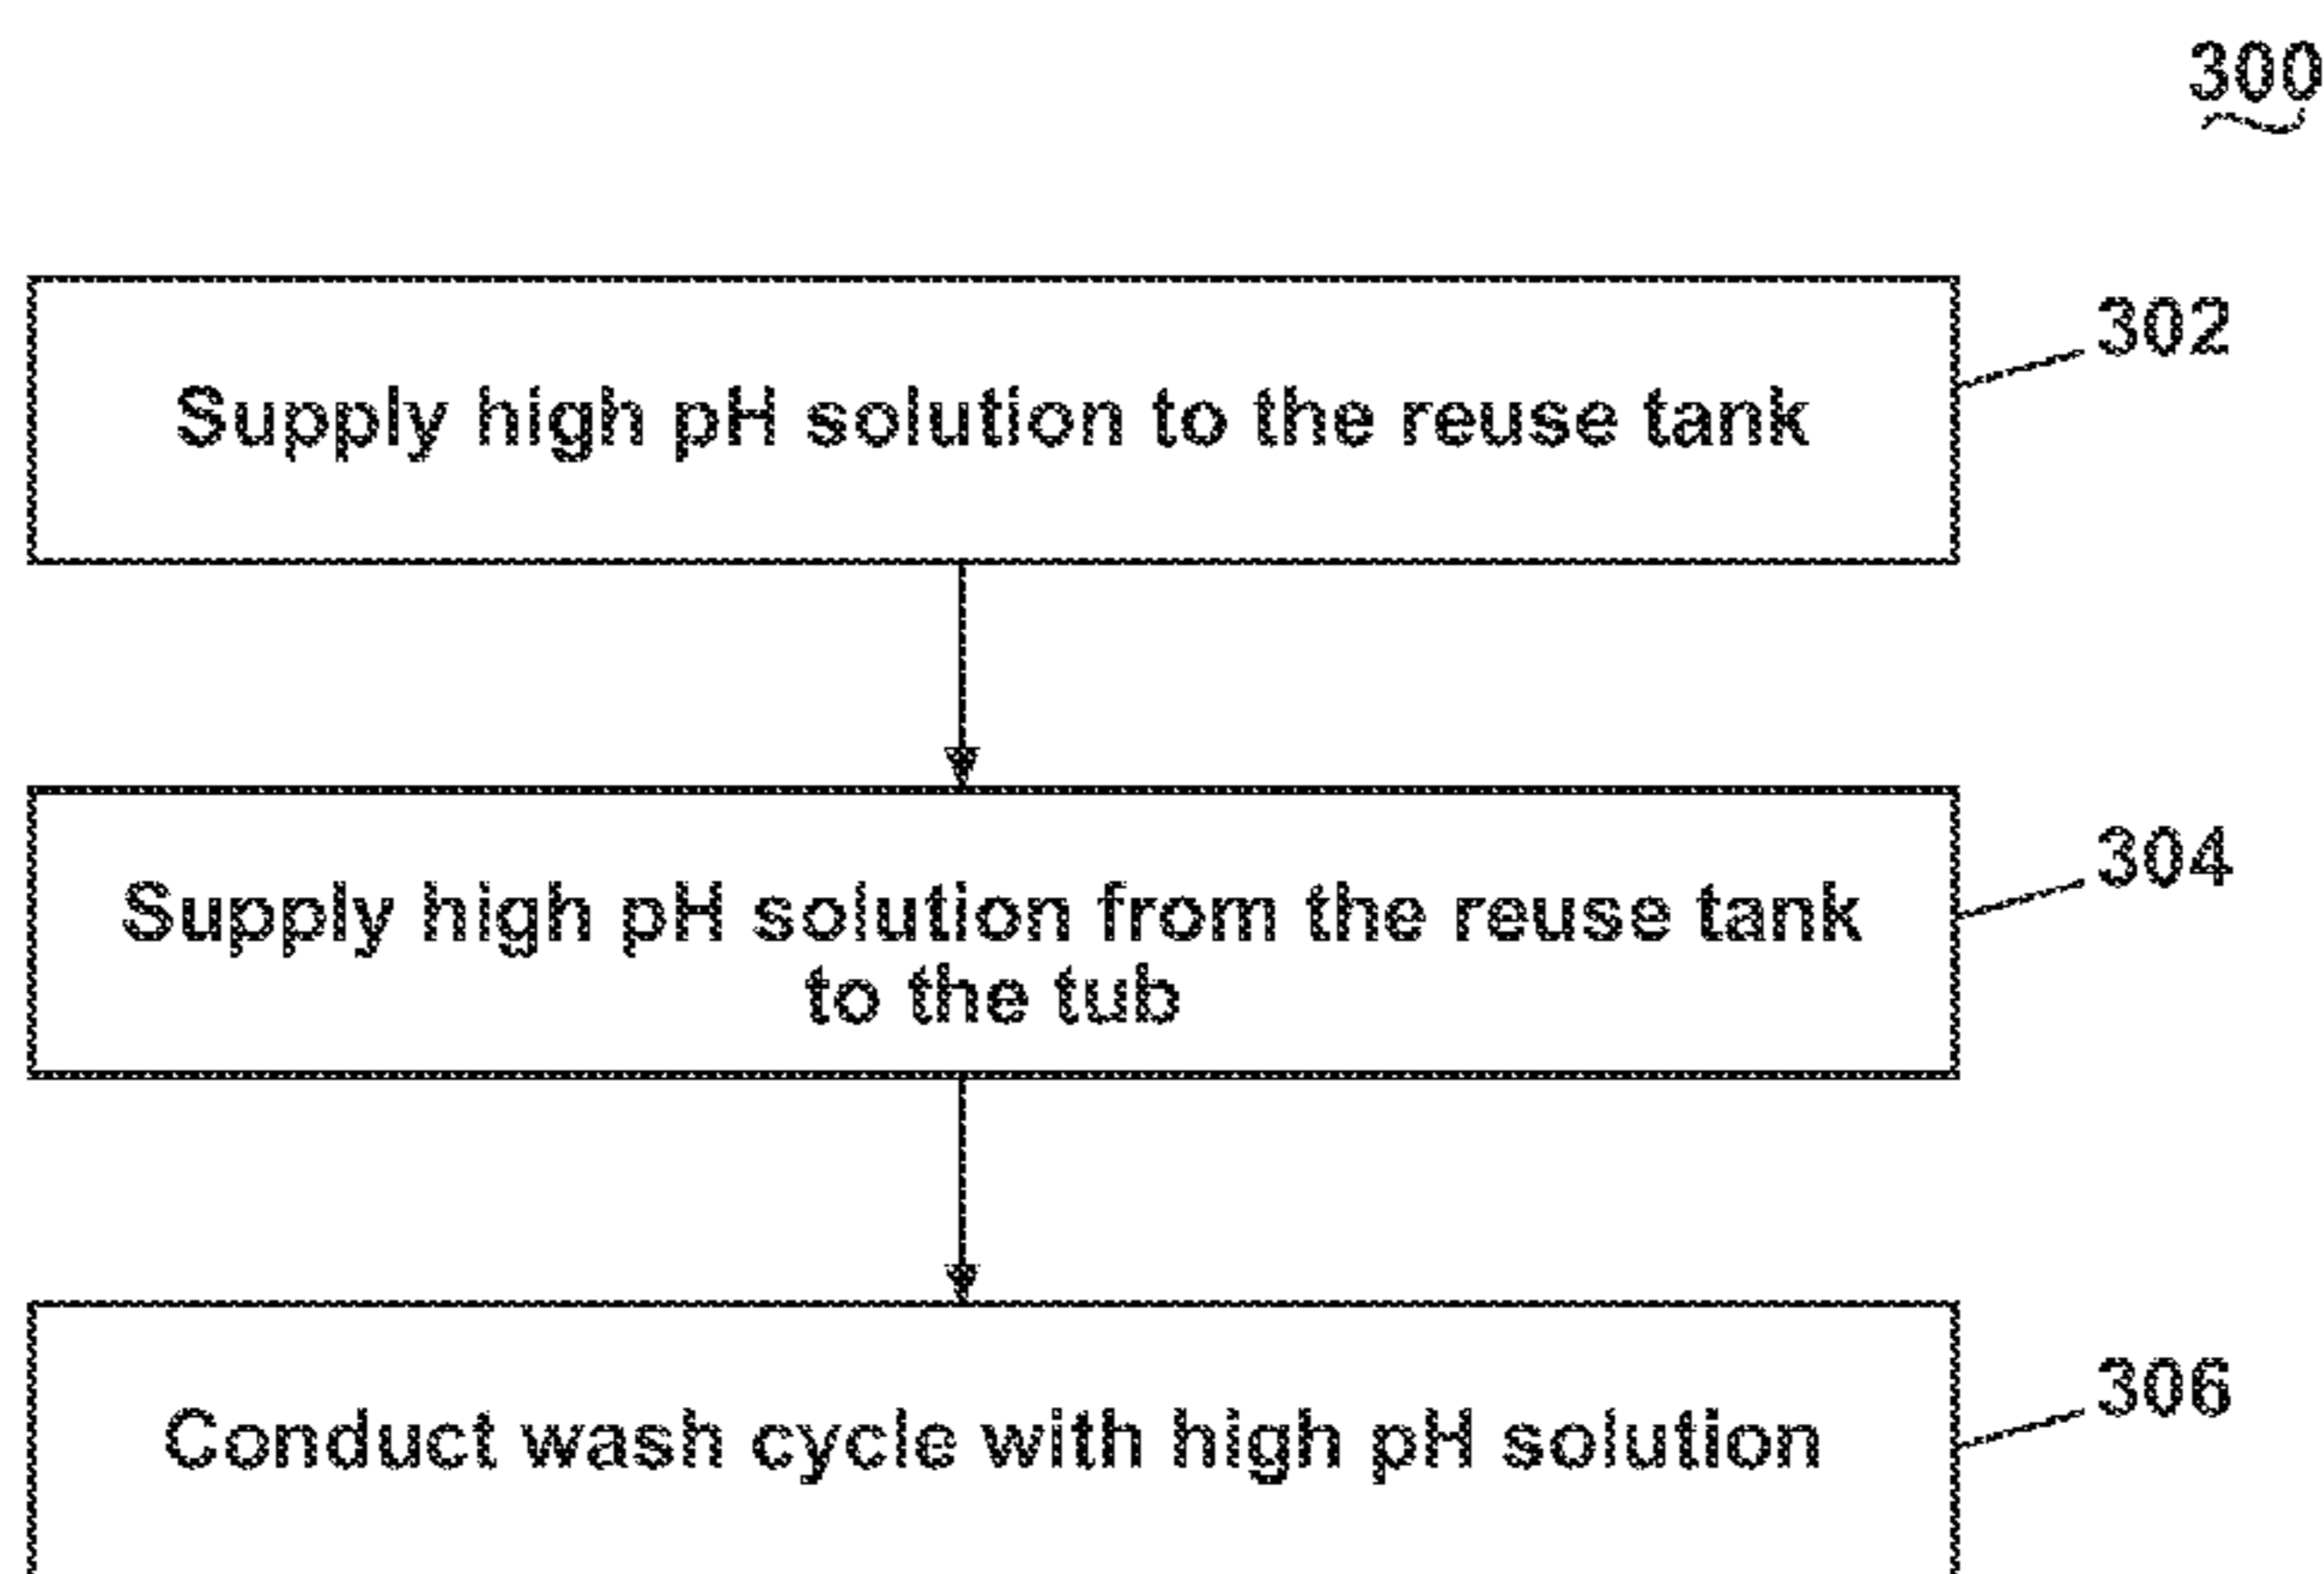 300
302
Supply high pH solution to the reuse tank
304
Supply high pH solution from the reuse tank
to the tub
306
Conduct wash cycle with high pH solution